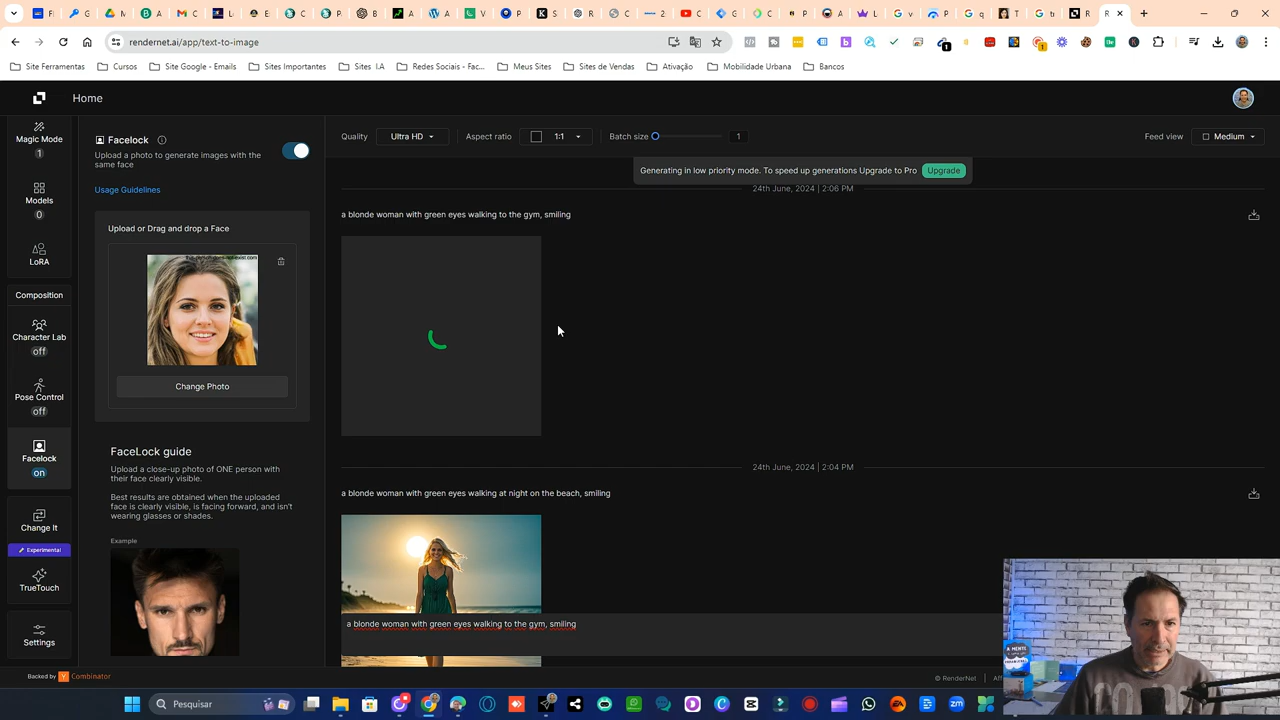 rendernet.ai/app/text-to-image
Site Ferramentas
Cursos
Site Google - Emails
Sites Importantes
Sites I.A
Redes Sociais - Fac...
Meus Sites
Sites de Vendas
Ativação
Mobilidade Urbana
Bancos
Home
Magic Mode
1
Models
0
LoRA
Composition
Character Lab
off
Pose Control
off
Facelock
on
Change It
Experimental
TrueTouch
Settings
Facelock
Upload a photo to generate images with the
same face
Usage Guidelines
Upload or Drag and drop a Face
Change Photo
FaceLock guide
Upload a close-up photo of ONE person with
their face clearly visible.
Best results are obtained when the uploaded
face is clearly visible, is facing forward, and isn't
wearing glasses or shades.
Example
Quality
Ultra HD
Aspect ratio
1:1
Batch size
1
Feed view
Medium
Generating in low priority mode. To speed up generations Upgrade to Pro
Upgrade
24th June, 2024 | 2:06 PM
a blonde woman with green eyes walking to the gym, smiling
24th June, 2024 | 2:04 PM
a blonde woman with green eyes walking at night on the beach, smiling
a blonde woman with green eyes walking to the gym, smiling
Backed by
Y Combinator
© RenderNet
A MENTE
Pesquisar